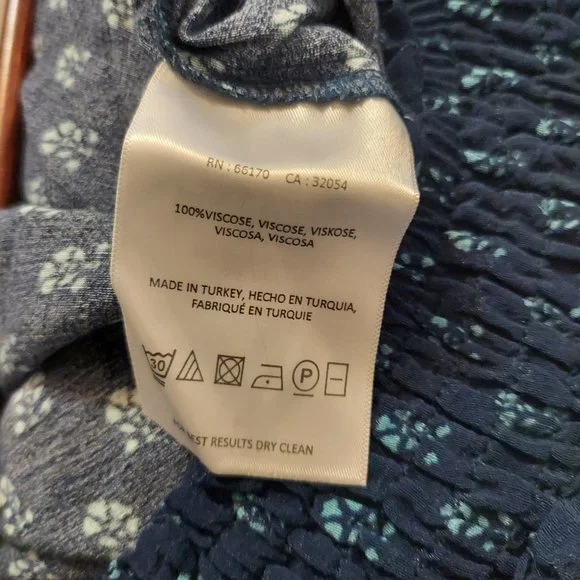 RN : 66170 CA : 32054
100%VISCOSE, VISCOSE, VISKOSE,
VISCOSA, VISCOSA
MADE IN TURKEY, HECHO EN TURQUIA,
FABRIQUÉ EN TURQUIE
30 P
BEST RESULTS DRY CLEAN